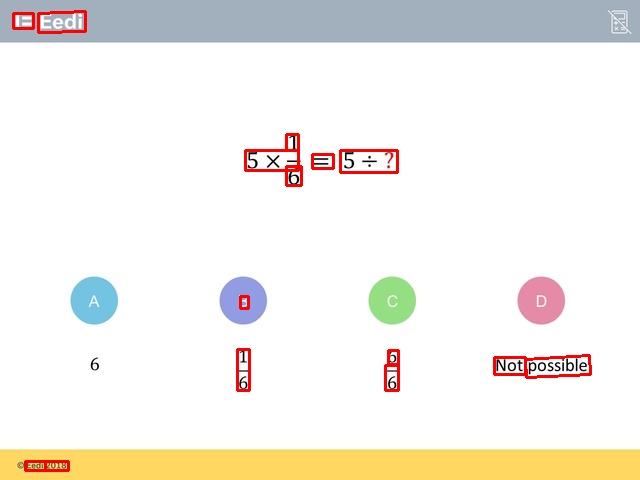 Eedi
5 × 1/6 = 5 ÷ ?
A B C D
6 1/6 5/6 Not possible
© Eedi 2018